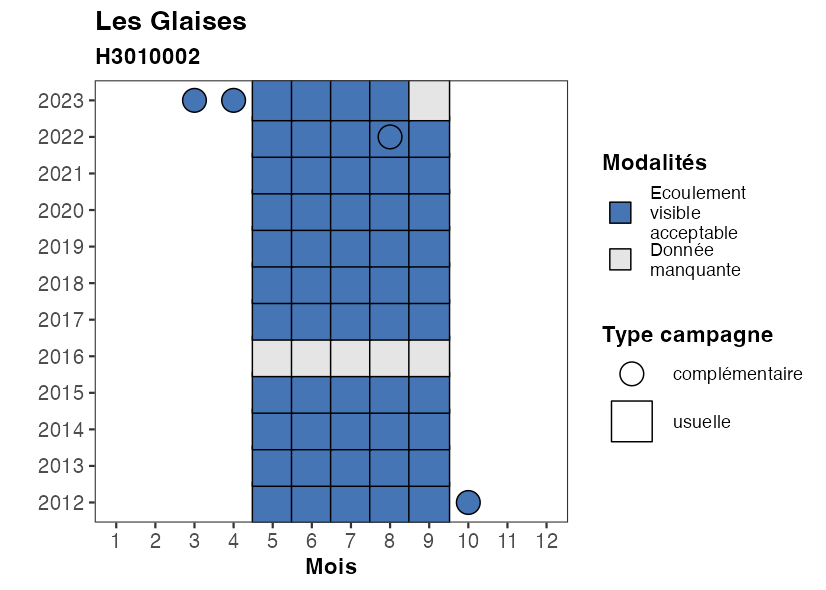 Les Glaises
H3010002
2023
2022
2021
2020
2019
2018
2017
2016
2015
2014
2013
2012
1 2 3 4 5 6 7 8 9 10 11 12
Mois
Modalités
Ecoulement
visible
acceptable
Donnée
manquante
Type campagne
complémentaire
usuelle